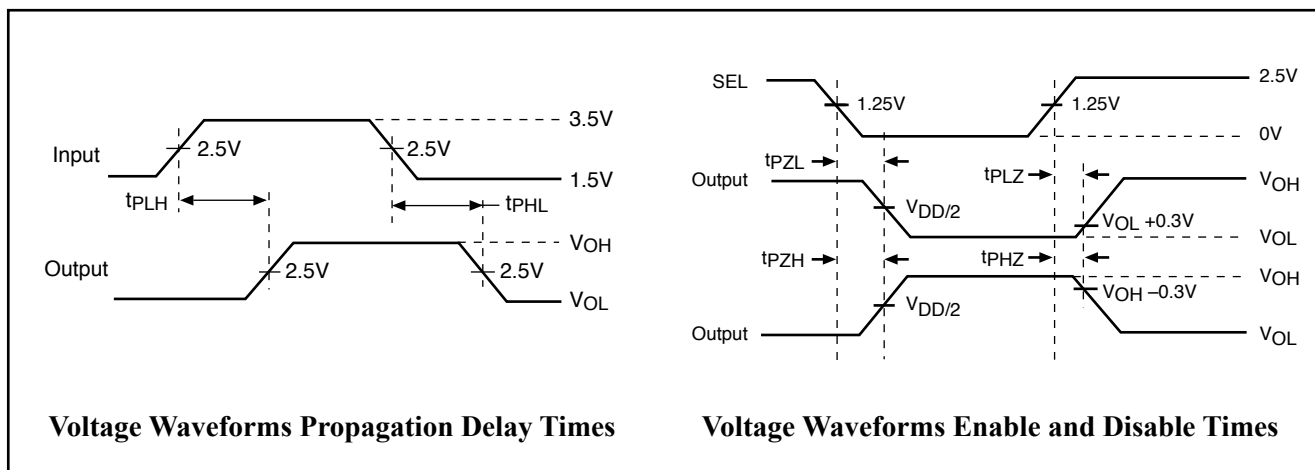 3.5V
Input
2.5V
2.5V
1.5V
tPLH
tPHL
VOH
Output
2.5V
2.5V
VOL
Voltage Waveforms Propagation Delay Times
SEL
2.5V
1.25V
1.25V
0V
tPZL
tPLZ
Output
VOH
VDD/2
VOL +0.3V
VOL
tPZH
tPHZ
VOH
VOH –0.3V
VDD/2
Output
VOL
Voltage Waveforms Enable and Disable Times